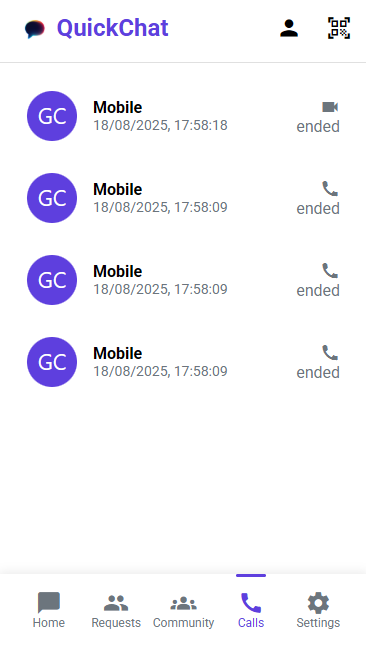 QuickChat
GC
Mobile
18/08/2025, 17:58:18
ended
GC
Mobile
18/08/2025, 17:58:09
ended
GC
Mobile
18/08/2025, 17:58:09
ended
GC
Mobile
18/08/2025, 17:58:09
ended
Home
Requests
Community
Calls
Settings